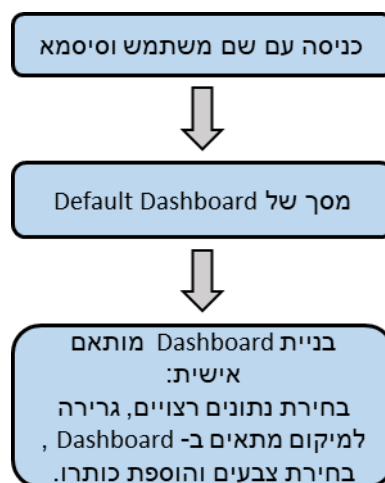 כניסה עם שם משתמש וסיסמא
מסך של Default Dashboard
בניית Dashboard מותאם
אישית:
בחירת נתונים רצויים, גרירה
למיקום מתאים ב- Dashboard ,
בחירת צבעים והוספת כותרו.